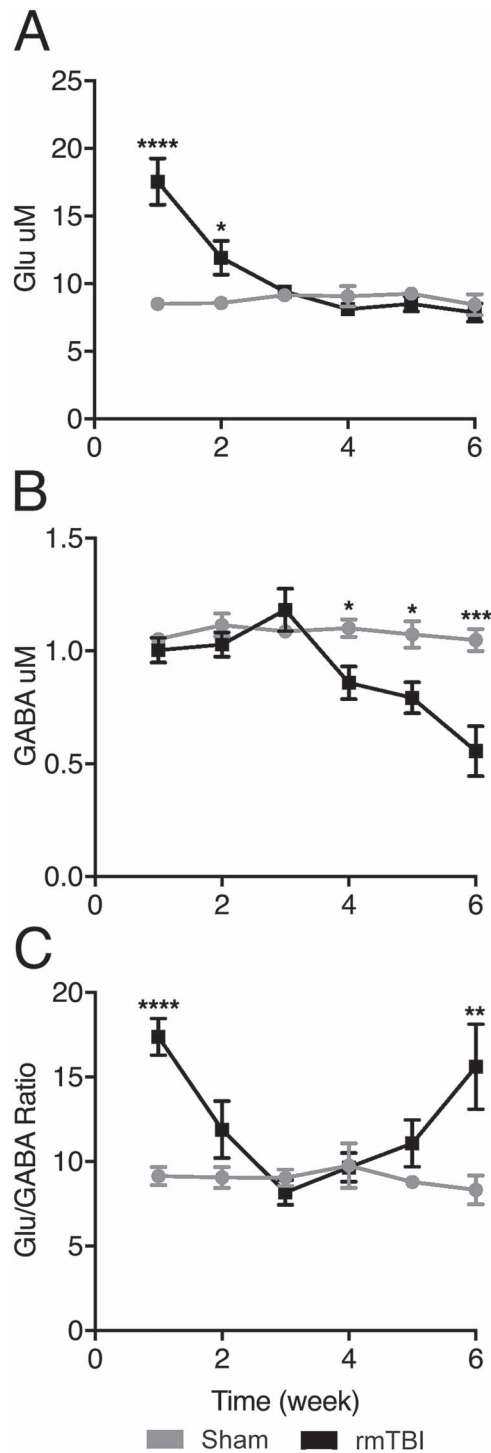 A
25
20
15
10
5
0
Glu uM
****
*
0 2 4 6
B
1.5
1.0
0.5
0.0
GABA uM
* * ***
0 2 4 6
C
20
15
10
5
0
Glu/GABA Ratio
**** **
0 2 4 6
Time (week)
Sham rmTBI